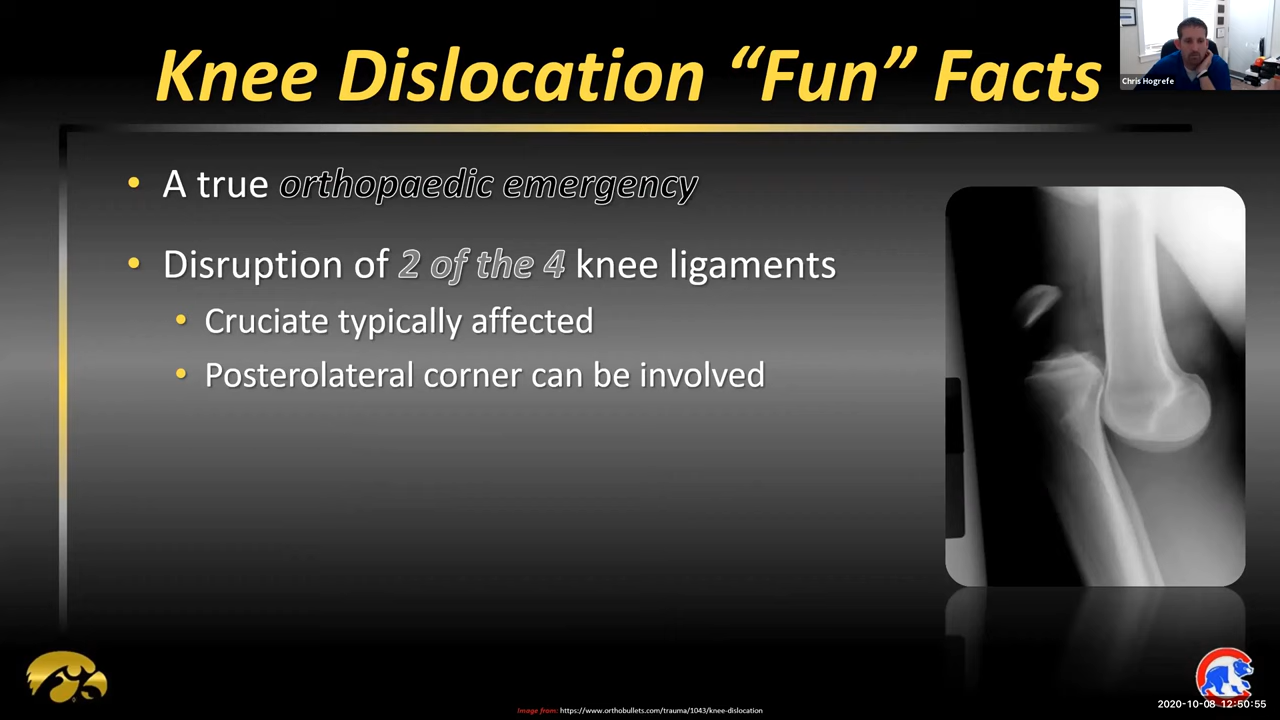 Knee Dislocation “Fun” Facts
Chris Hogrefe
• A true orthopaedic emergency
• Disruption of 2 of the 4 knee ligaments
• Cruciate typically affected
• Posterolateral corner can be involved
Image from: https://www.orthobullets.com/trauma/1043/knee-dislocation
2020-10-08 12:50:55